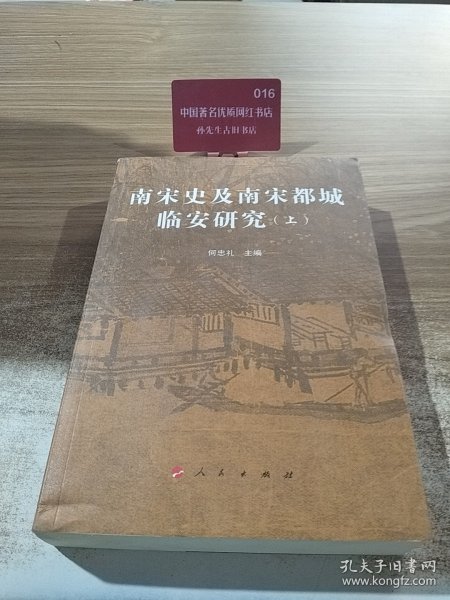 016
中国著名优质网红书店
孙先生古旧书店
南宋史及南宋都城
临安研究（上）
何忠礼 主编
人民出版社
孔夫子旧书网
www.kongfz.com